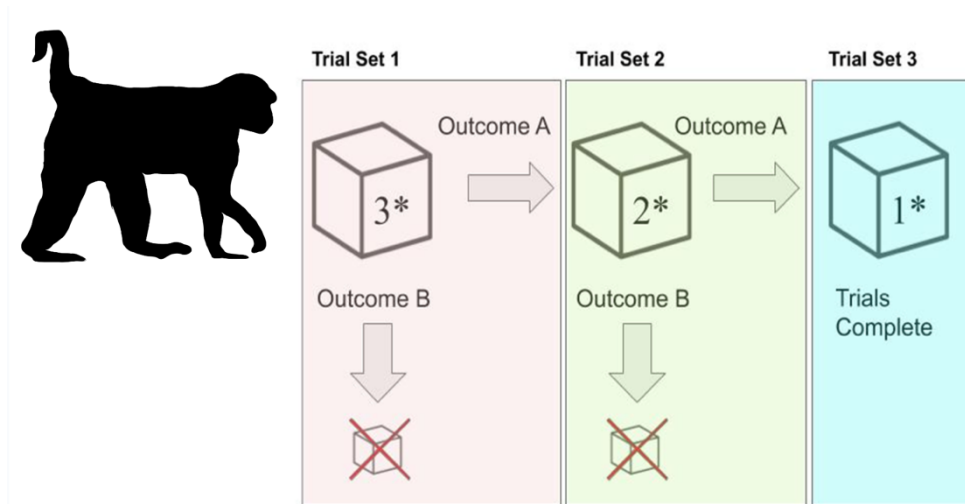 Trial Set 1
Trial Set 2
Trial Set 3
Outcome A
Outcome A
3*
2*
1*
Outcome B
Outcome B
Trials
Complete